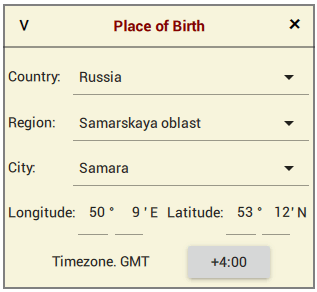 V Place of Birth ×
Country: Russia
Region: Samarskaya oblast
City: Samara
Longitude: 50 ° 9 ' E Latitude: 53 ° 12' N
Timezone. GMT +4:00